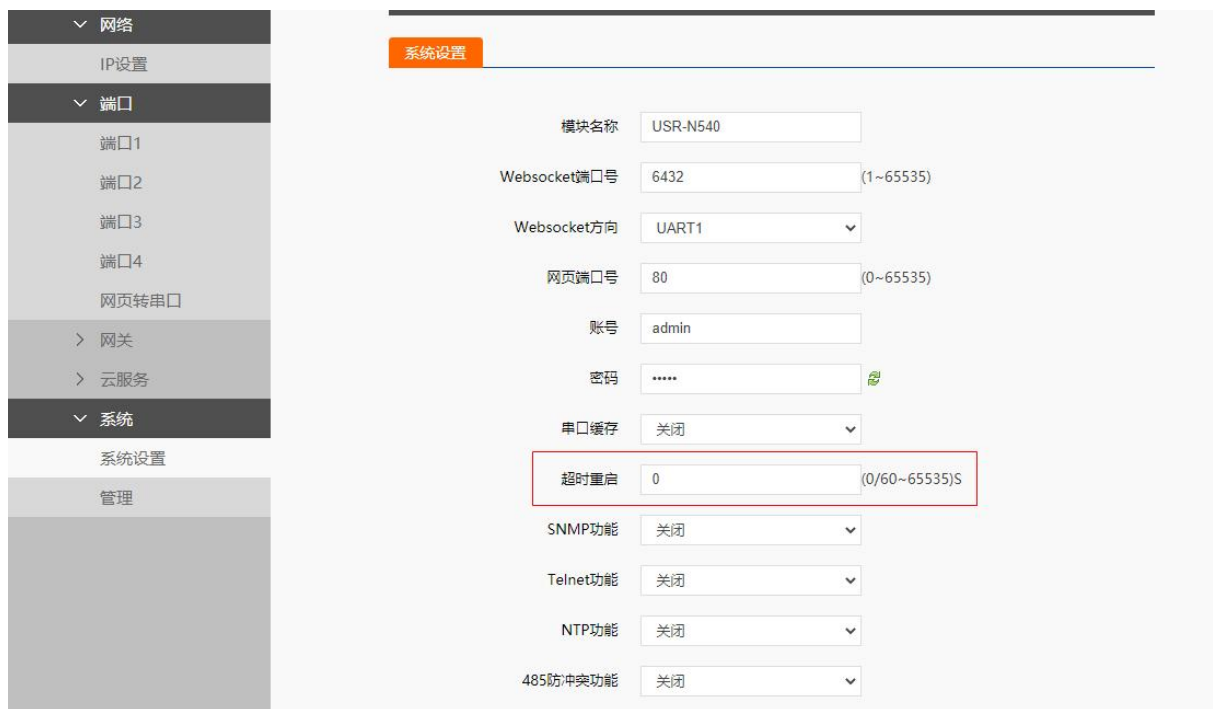 网络
IP设置
端口
端口1
端口2
端口3
端口4
网页转串口
网关
云服务
系统
系统设置
管理
系统设置
模块名称 USR-N540
Websocket端口号 6432 (1~65535)
Websocket方向 UART1
网页端口号 80 (0~65535)
账号 admin
密码 •••••
串口缓存 关闭
超时重启 0 (0/60~65535)S
SNMP功能 关闭
Telnet功能 关闭
NTP功能 关闭
485防冲突功能 关闭